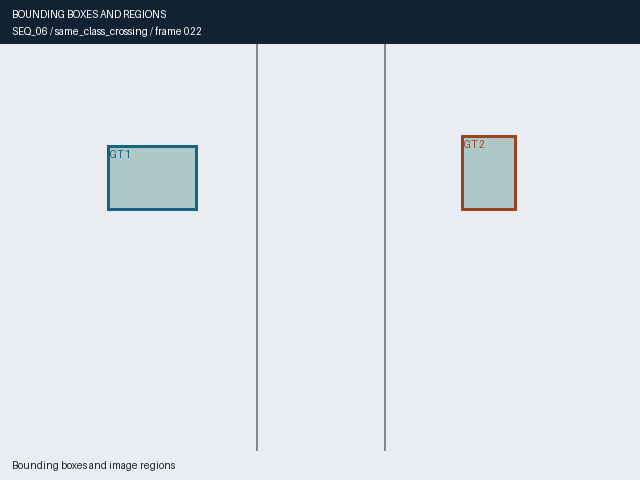 BOUNDING BOXES AND REGIONS
SEQ_06 / same_class_crossing / frame 022
GT1
GT2
Bounding boxes and image regions